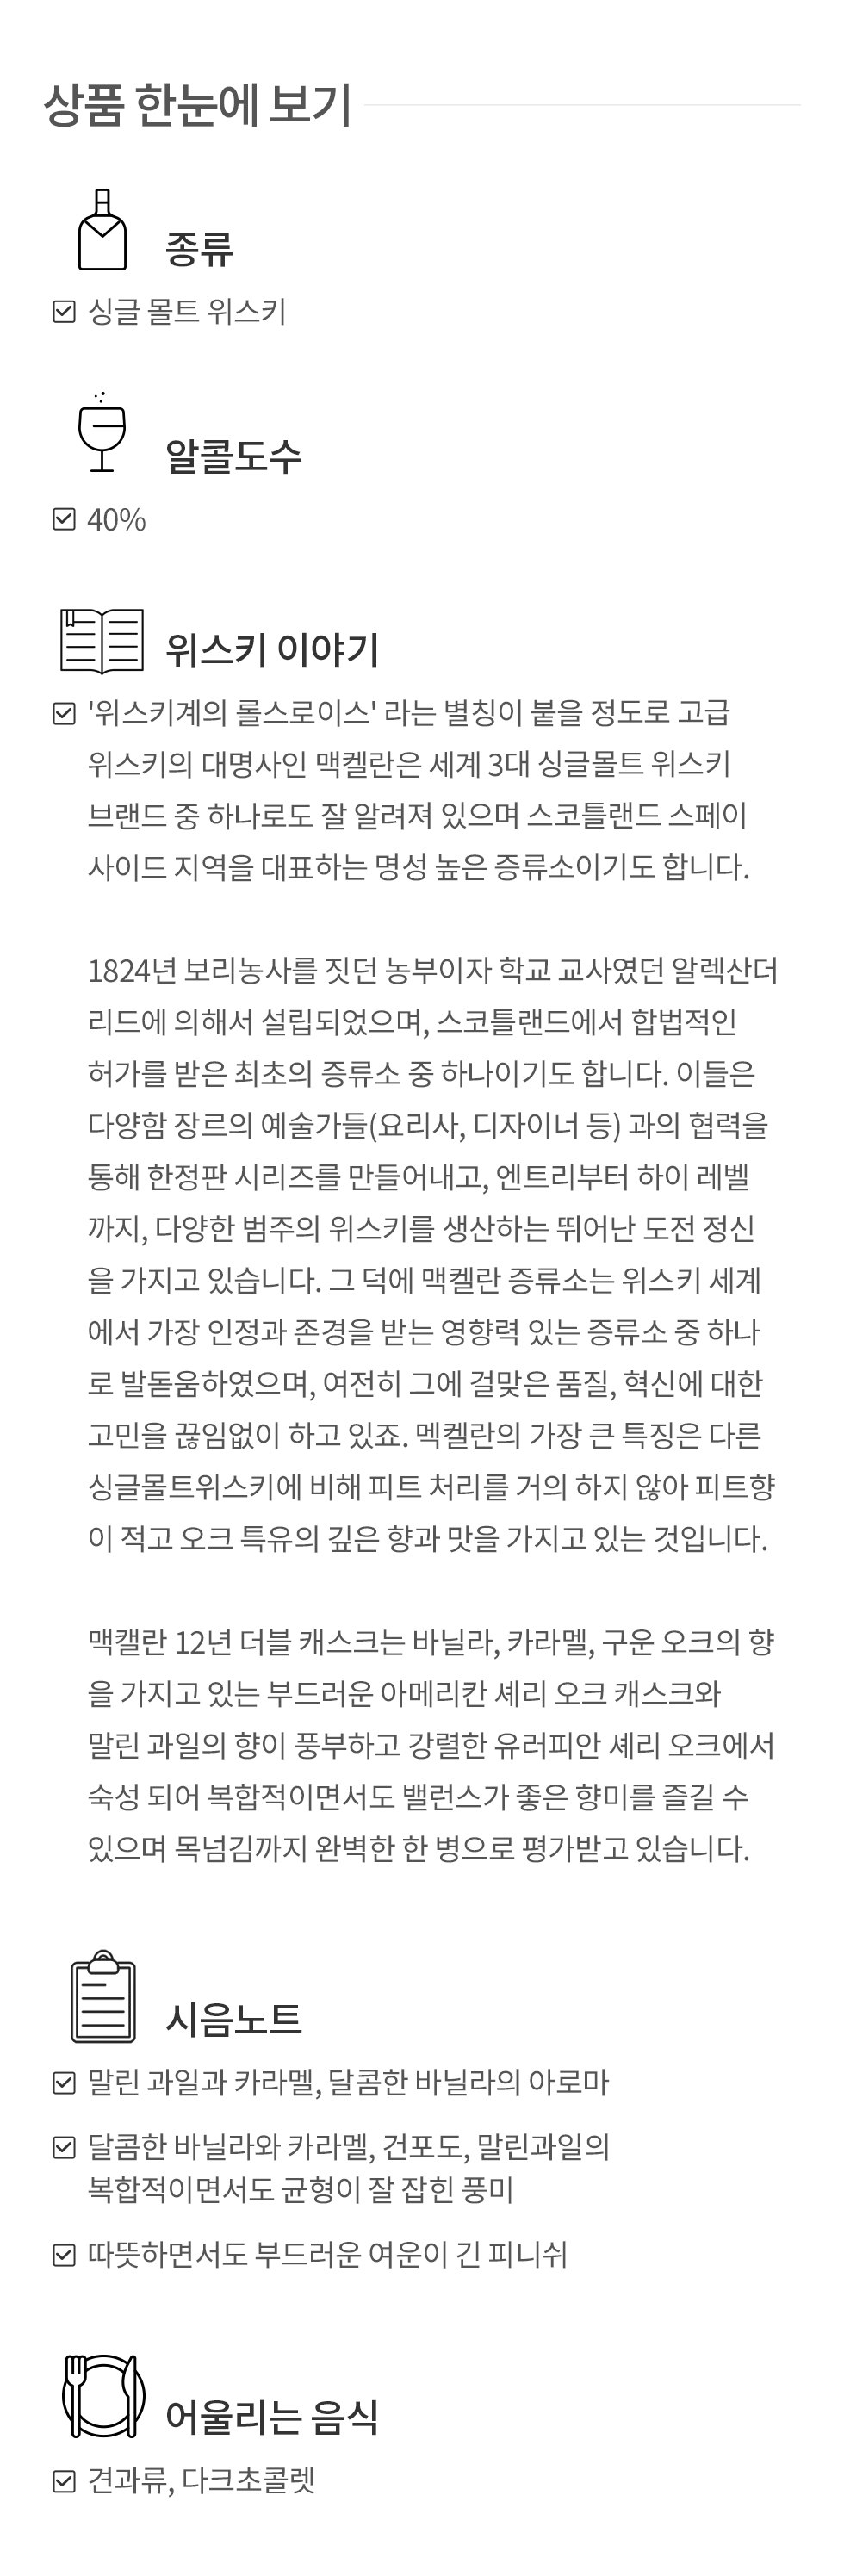 상품 한눈에 보기
종류
싱글 몰트 위스키
알콜도수
40%
위스키 이야기
'위스키계의 롤스로이스' 라는 별칭이 붙을 정도로 고급
위스키의 대명사인 맥켈란은 세계 3대 싱글몰트 위스키
브랜드 중 하나로도 잘 알려져 있으며 스코틀랜드 스페이
사이드 지역을 대표하는 명성 높은 증류소이기도 합니다.
1824년 보리농사를 짓던 농부이자 학교 교사였던 알렉산더
리드에 의해서 설립되었으며, 스코틀랜드에서 합법적인
허가를 받은 최초의 증류소 중 하나이기도 합니다. 이들은
다양함 장르의 예술가들(요리사, 디자이너 등) 과의 협력을
통해 한정판 시리즈를 만들어내고, 엔트리부터 하이 레벨
까지, 다양한 범주의 위스키를 생산하는 뛰어난 도전 정신
을 가지고 있습니다. 그 덕에 맥켈란 증류소는 위스키 세계
에서 가장 인정과 존경을 받는 영향력 있는 증류소 중 하나
로 발돋움하였으며, 여전히 그에 걸맞은 품질, 혁신에 대한
고민을 끊임없이 하고 있죠. 멕켈란의 가장 큰 특징은 다른
싱글몰트위스키에 비해 피트 처리를 거의 하지 않아 피트향
이 적고 오크 특유의 깊은 향과 맛을 가지고 있는 것입니다.
맥캘란 12년 더블 캐스크는 바닐라, 카라멜, 구운 오크의 향
을 가지고 있는 부드러운 아메리칸 셰리 오크 캐스크와
말린 과일의 향이 풍부하고 강렬한 유러피안 셰리 오크에서
숙성 되어 복합적이면서도 밸런스가 좋은 향미를 즐길 수
있으며 목넘김까지 완벽한 한 병으로 평가받고 있습니다.
시음노트
말린 과일과 카라멜, 달콤한 바닐라의 아로마
달콤한 바닐라와 카라멜, 건포도, 말린과일의
복합적이면서도 균형이 잘 잡힌 풍미
따뜻하면서도 부드러운 여운이 긴 피니쉬
어울리는 음식
견과류, 다크초콜렛